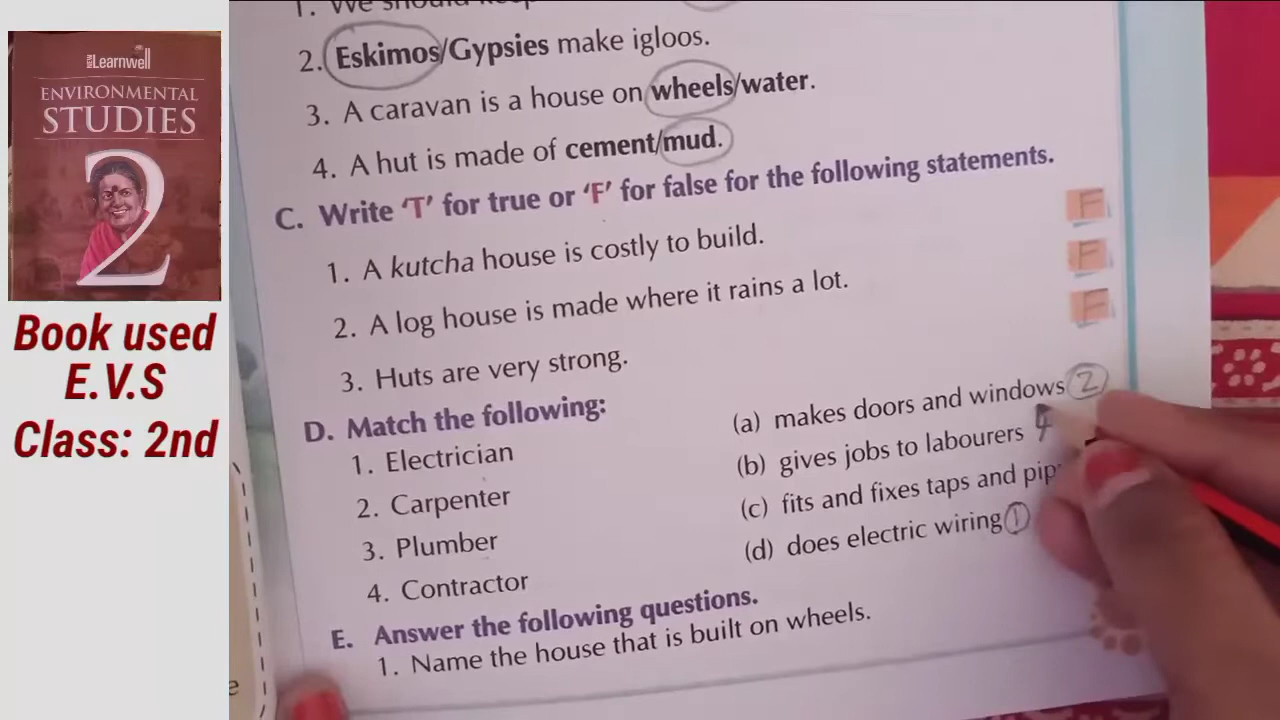 NEW Learnwell
ENVIRONMENTAL
STUDIES
2
Book used
E.V.S
Class: 2nd
1. We should keep
2. Eskimos/Gypsies make igloos.
3. A caravan is a house on wheels/water.
4. A hut is made of cement/mud.
C. Write 'T' for true or 'F' for false for the following statements.
1. A kutcha house is costly to build. F
2. A log house is made where it rains a lot. F
3. Huts are very strong. F
D. Match the following:
1. Electrician (a) makes doors and windows 2
2. Carpenter (b) gives jobs to labourers 4
3. Plumber (c) fits and fixes taps and
4. Contractor (d) does electric wiring 1
E. Answer the following questions.
1. Name the house that is built on wheels.